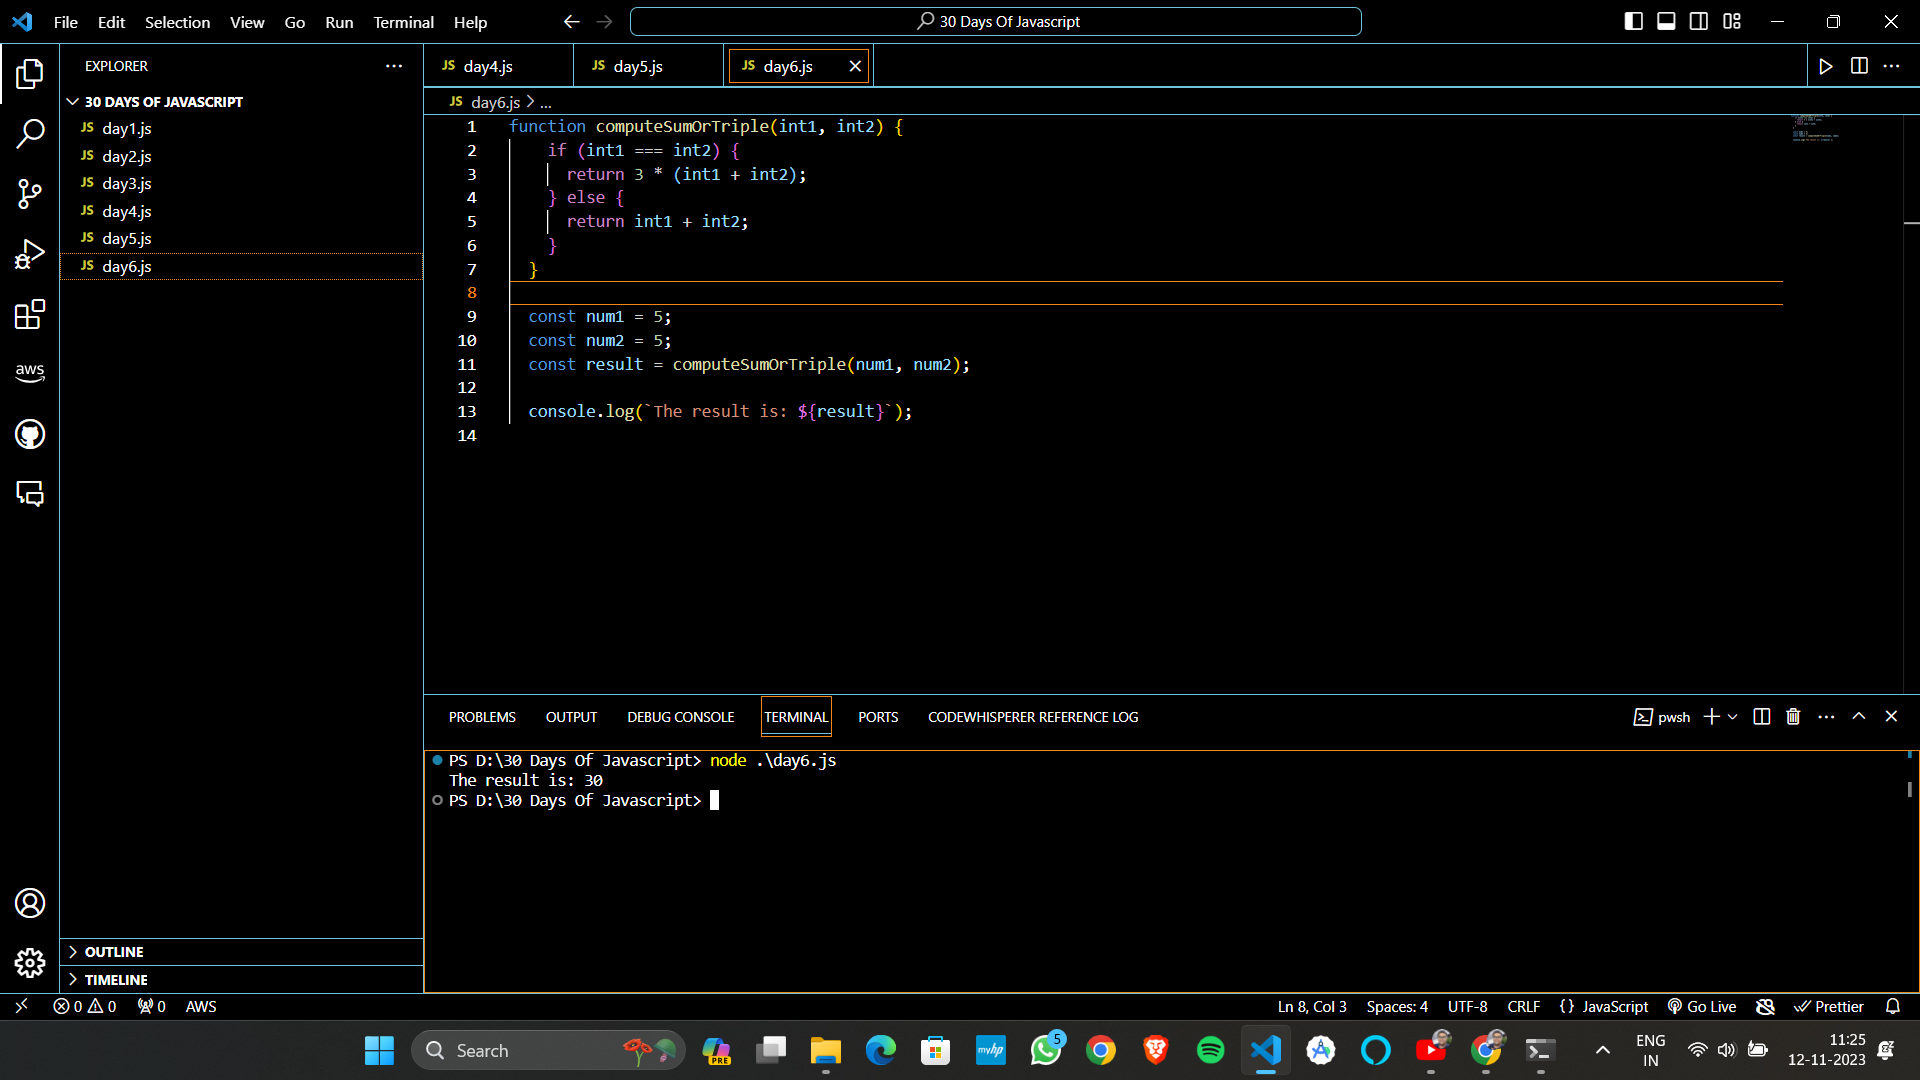 File Edit Selection View Go Run Terminal Help
30 Days Of Javascript
EXPLORER
30 DAYS OF JAVASCRIPT
JS day1.js
JS day2.js
JS day3.js
JS day4.js
JS day5.js
JS day6.js
aws
OUTLINE
TIMELINE
JS day4.js JS day5.js JS day6.js
JS day6.js > ...
1 function computeSumOrTriple(int1, int2) {
2 if (int1 === int2) {
3 return 3 * (int1 + int2);
4 } else {
5 return int1 + int2;
6 }
7 }
8
9 const num1 = 5;
10 const num2 = 5;
11 const result = computeSumOrTriple(num1, num2);
12
13 console.log(`The result is: ${result}`);
14
PROBLEMS OUTPUT DEBUG CONSOLE TERMINAL PORTS CODEWHISPERER REFERENCE LOG pwsh
PS D:\30 Days Of Javascript> node .\day6.js
The result is: 30
PS D:\30 Days Of Javascript>
0 0 0 AWS Ln 8, Col 3 Spaces: 4 UTF-8 CRLF {} JavaScript Go Live Prettier
Search PRE myhp 5 ENG 11:25
IN 12-11-2023